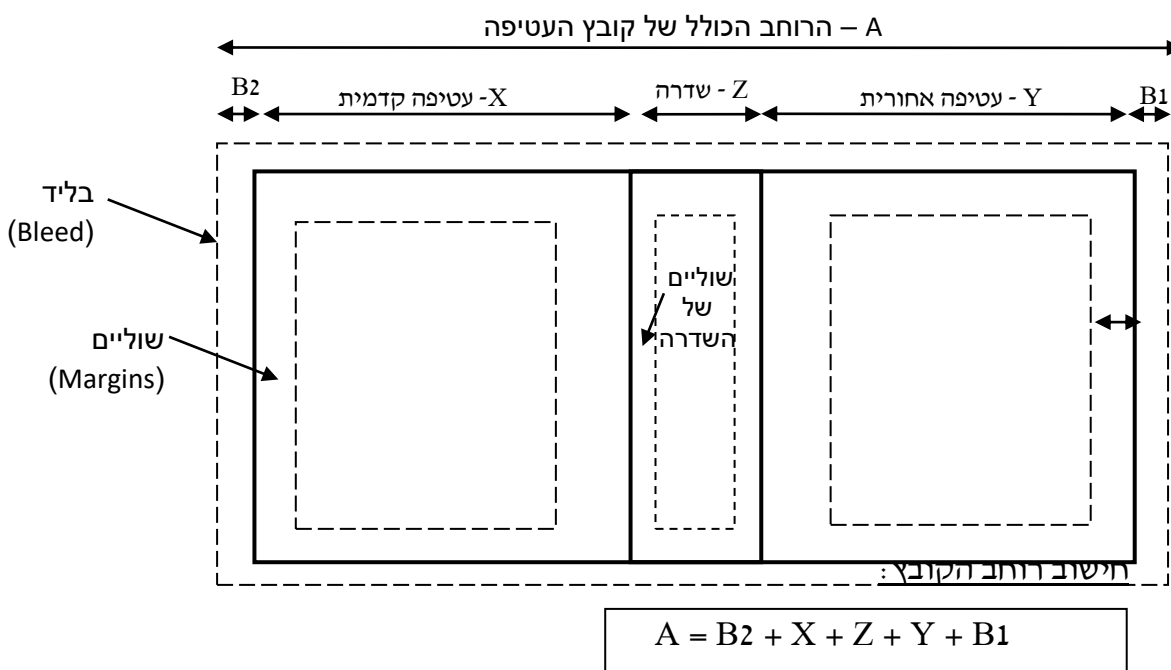 A – הרוחב הכולל של קובץ העטיפה
B1
Y - עטיפה אחורית
Z - שדרה
X- עטיפה קדמית
B2
בליד
(Bleed)
שוליים
של
השדרה
שוליים
(Margins)
חישוב רוחב הקובץ:
A = B2 + X + Z + Y + B1